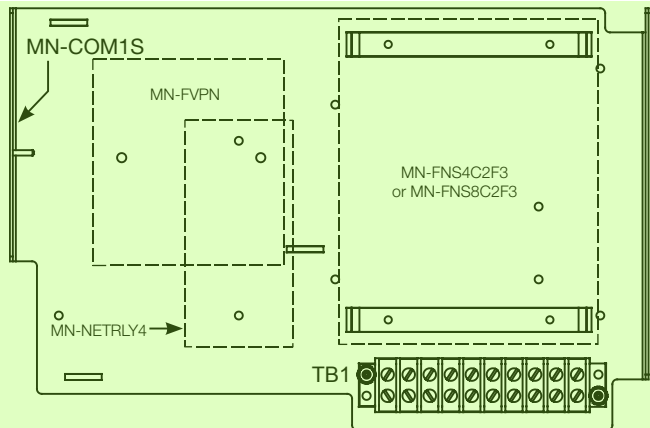 MN-COM1S
MN-FVPN
MN-FNS4C2F3
or MN-FNS8C2F3
MN-NETRLY4
TB1